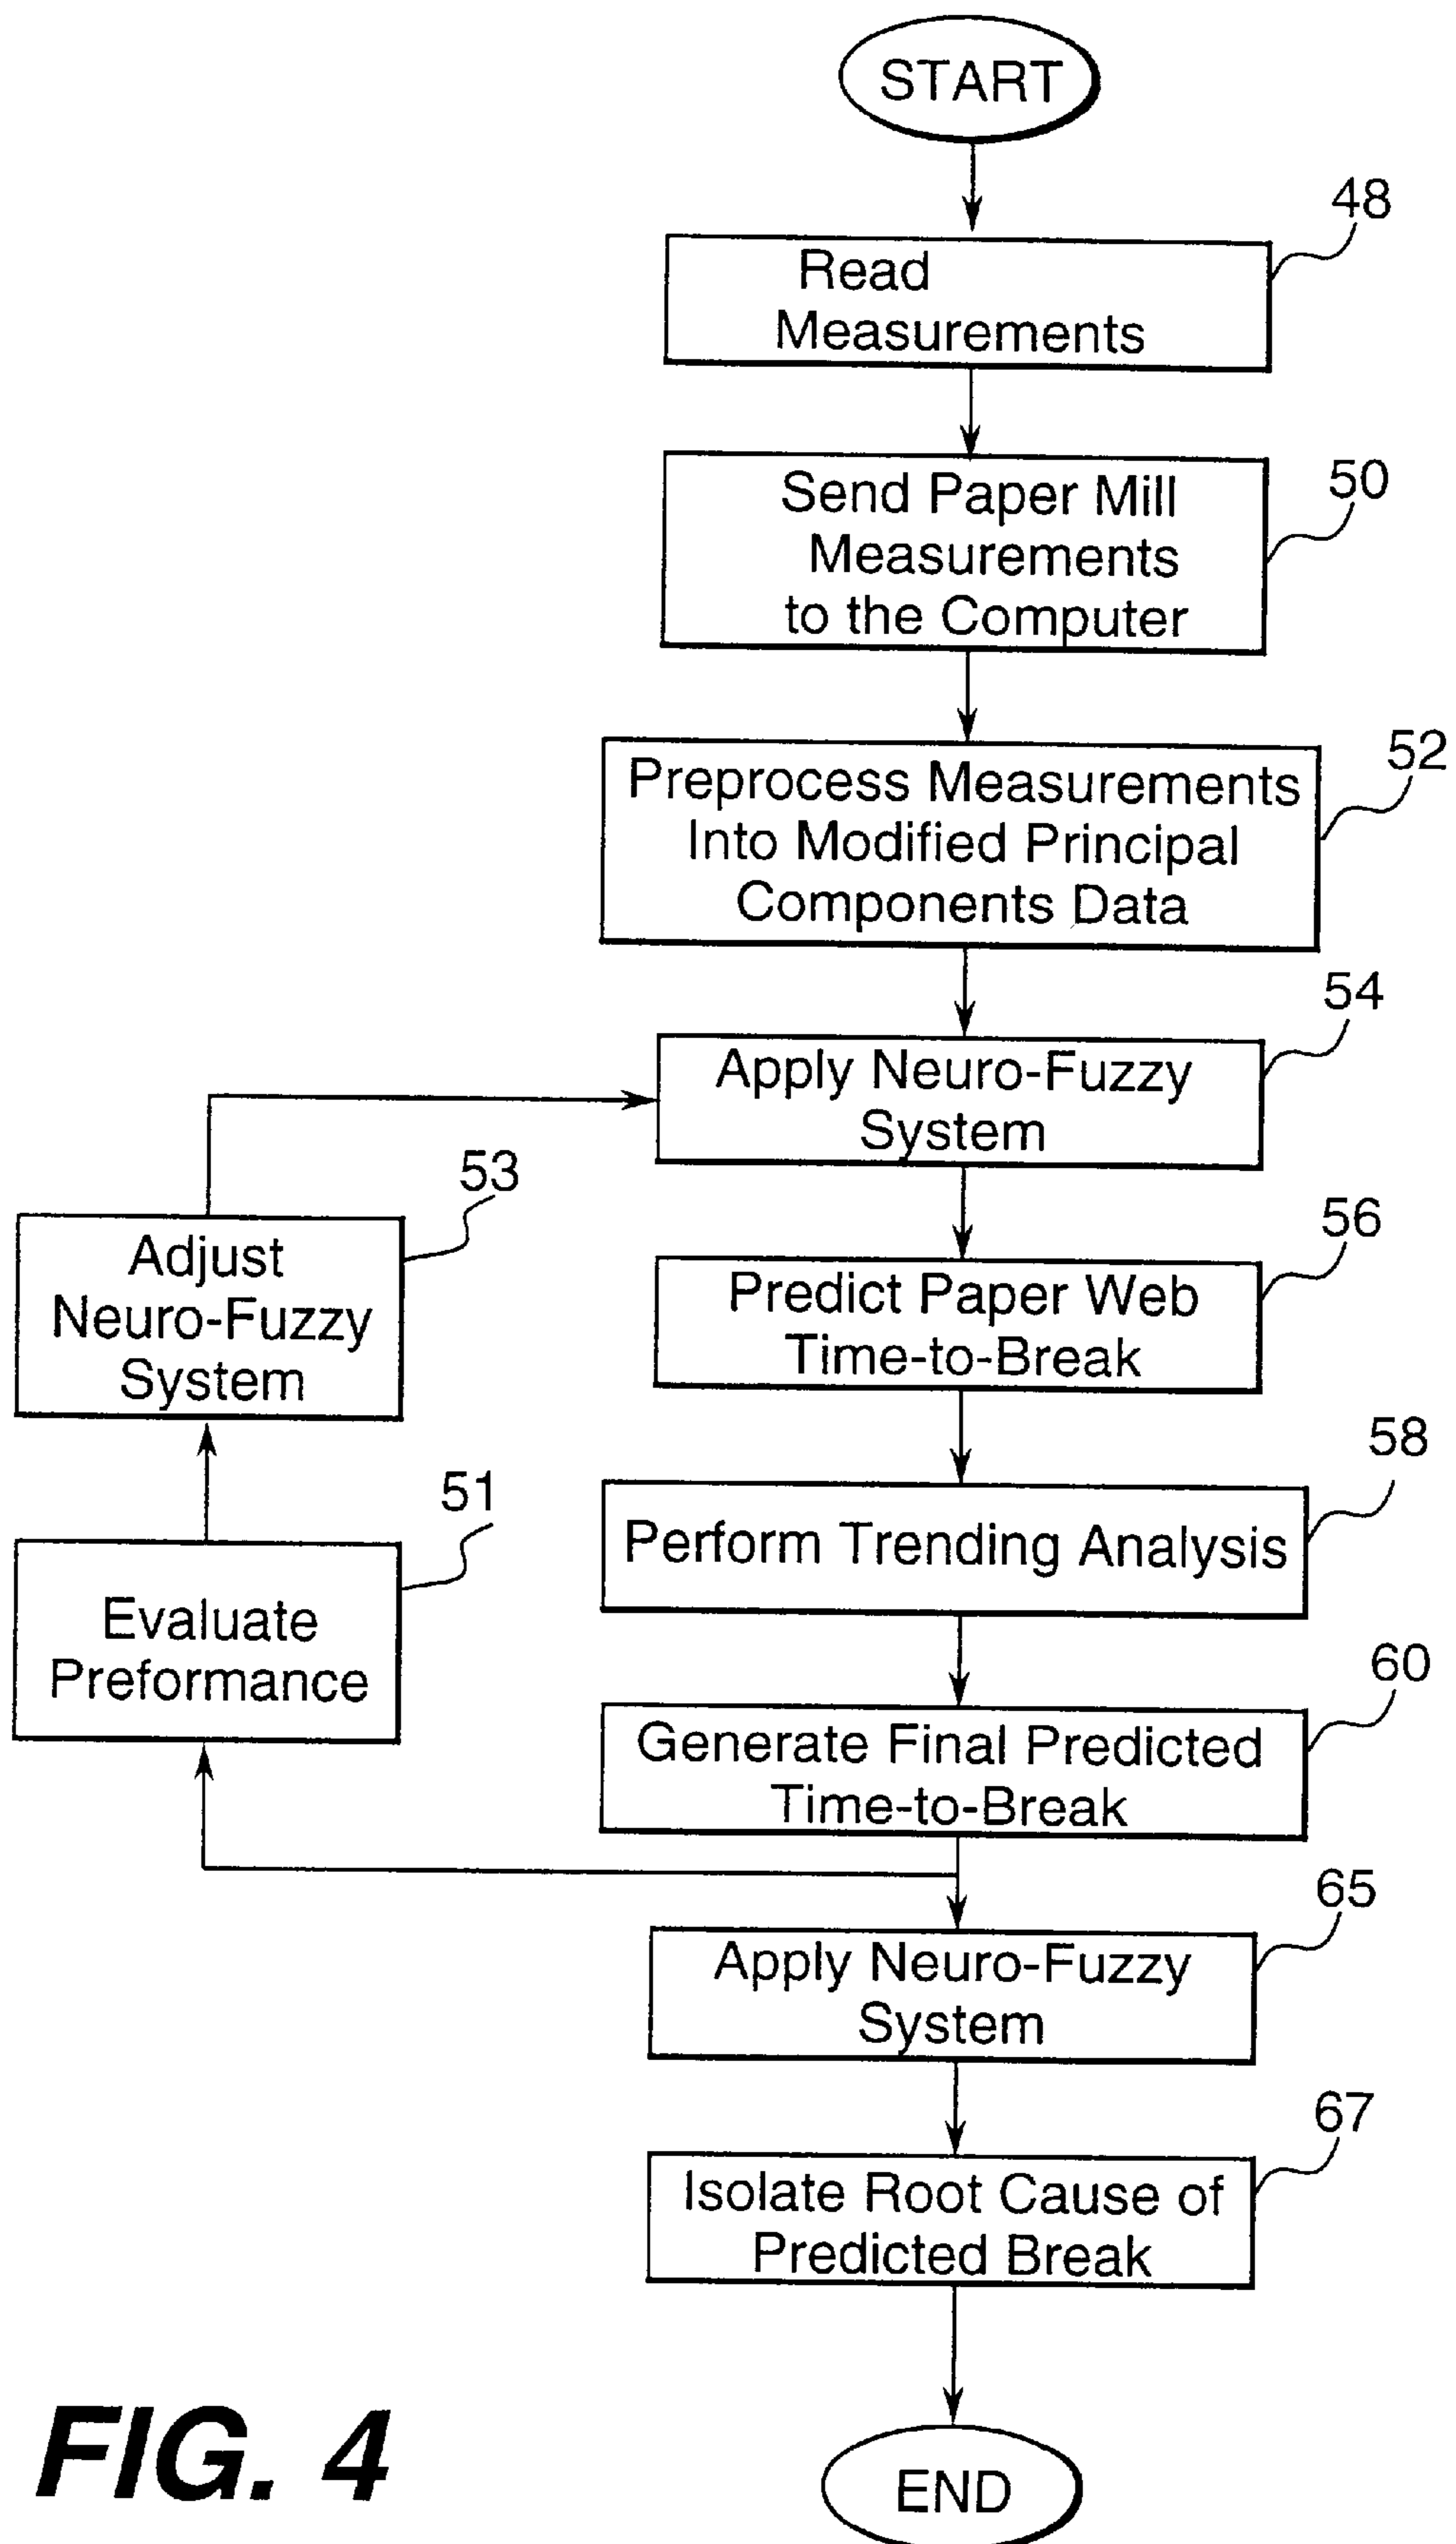 START
48
Read
Measurements
50
Send Paper Mill
Measurements
to the Computer
52
Preprocess Measurements
Into Modified Principal
Components Data
54
Apply Neuro-Fuzzy
System
53
Adjust
Neuro-Fuzzy
System
56
Predict Paper Web
Time-to-Break
58
Perform Trending Analysis
51
Evaluate
Preformance
60
Generate Final Predicted
Time-to-Break
65
Apply Neuro-Fuzzy
System
67
Isolate Root Cause of
Predicted Break
END
FIG. 4